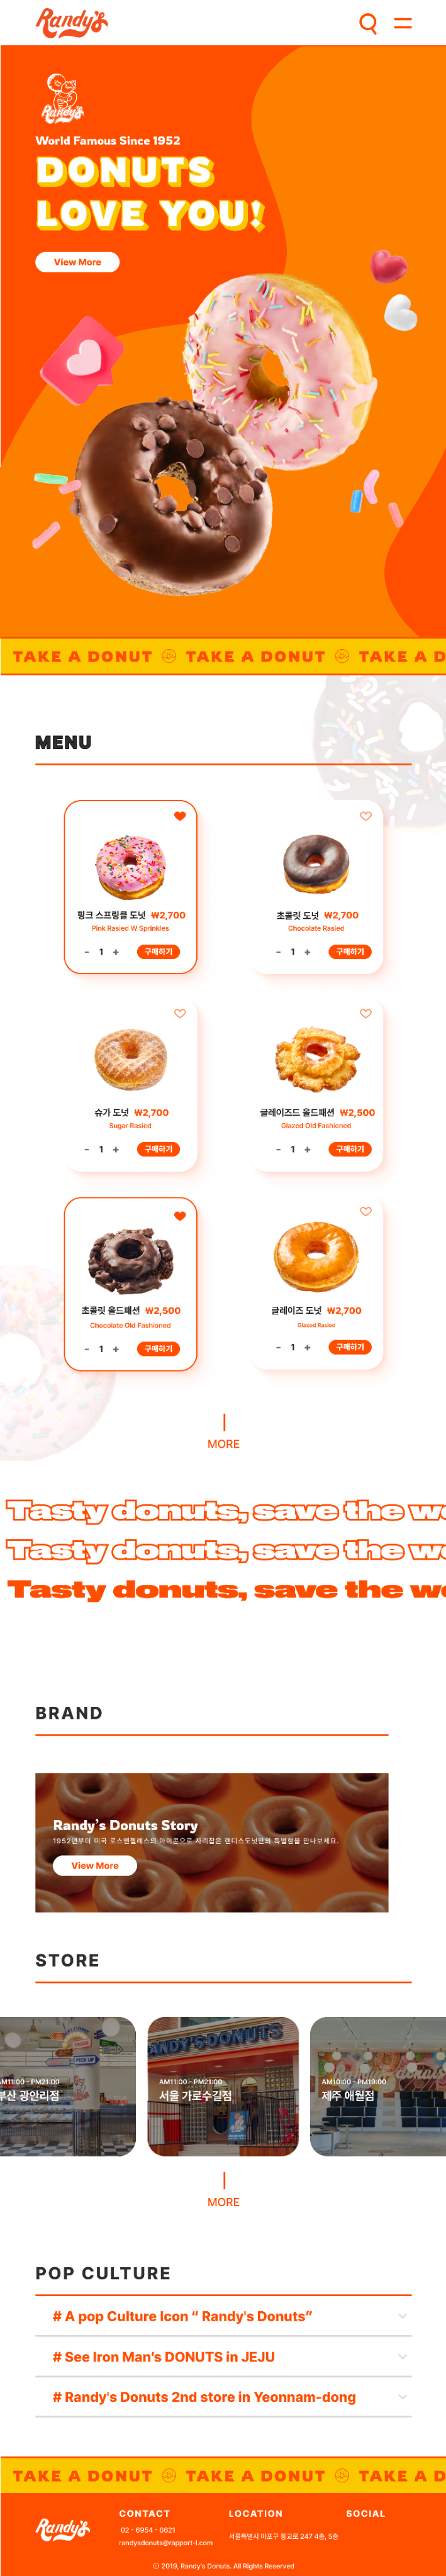 Randy's
Randy's
World Famous Since 1952
DONUTS
LOVE YOU!
View More
TAKE A DONUT TAKE A DONUT TAKE A D
MENU
핑크 스프링클 도넛 ₩2,700
Pink Rasied W Sprinkies
- 1 + 구매하기
초콜릿 도넛 ₩2,700
Chocolate Rasied
- 1 + 구매하기
슈가 도넛 ₩2,700
Sugar Rasied
- 1 + 구매하기
글레이즈드 올드패션 ₩2,500
Glazed Old Fashioned
- 1 + 구매하기
초콜릿 올드패션 ₩2,500
Chocolate Old Fashioned
- 1 + 구매하기
글레이즈 도넛 ₩2,700
Glazed Rasied
- 1 + 구매하기
MORE
Tasty donuts, save the wo
Tasty donuts, save the wo
Tasty donuts, save the wo
BRAND
Randy's Donuts Story
1952년부터 미국 로스앤젤레스의 아이콘으로 자리잡은 랜디스도넛만의 특별함을 만나보세요.
View More
STORE
AM11:00 - PM21:00
부산 광안리점
AM11:00 - PM21:00
서울 가로수길점
AM10:00 - PM19:00
제주 애월점
MORE
POP CULTURE
# A pop Culture Icon “ Randy's Donuts”
# See Iron Man’s DONUTS in JEJU
# Randy's Donuts 2nd store in Yeonnam-dong
TAKE A DONUT TAKE A DONUT TAKE A D
Randy's
CONTACT
02 - 6954 - 0621
randysdonuts@rapport-i.com
LOCATION
서울특별시 마포구 동교로 247 4층, 5층
SOCIAL
© 2019, Randy's Donuts. All Rights Reserved